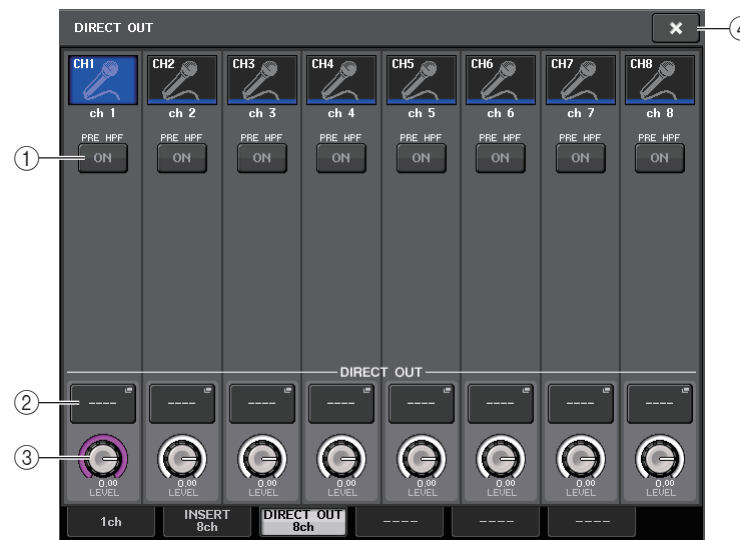 DIRECT OUT
④
CH1 CH2 CH3 CH4 CH5 CH6 CH7 CH8
ch 1 ch 2 ch 3 ch 4 ch 5 ch 6 ch 7 ch 8
PRE HPF PRE HPF PRE HPF PRE HPF PRE HPF PRE HPF PRE HPF PRE HPF
① ON ON ON ON ON ON ON ON
DIRECT OUT
② ---- ---- ---- ---- ---- ---- ---- ----
③
0.00 0.00 0.00 0.00 0.00 0.00 0.00 0.00
LEVEL LEVEL LEVEL LEVEL LEVEL LEVEL LEVEL LEVEL
1ch INSERT 8ch DIRECT OUT 8ch ---- ---- ----